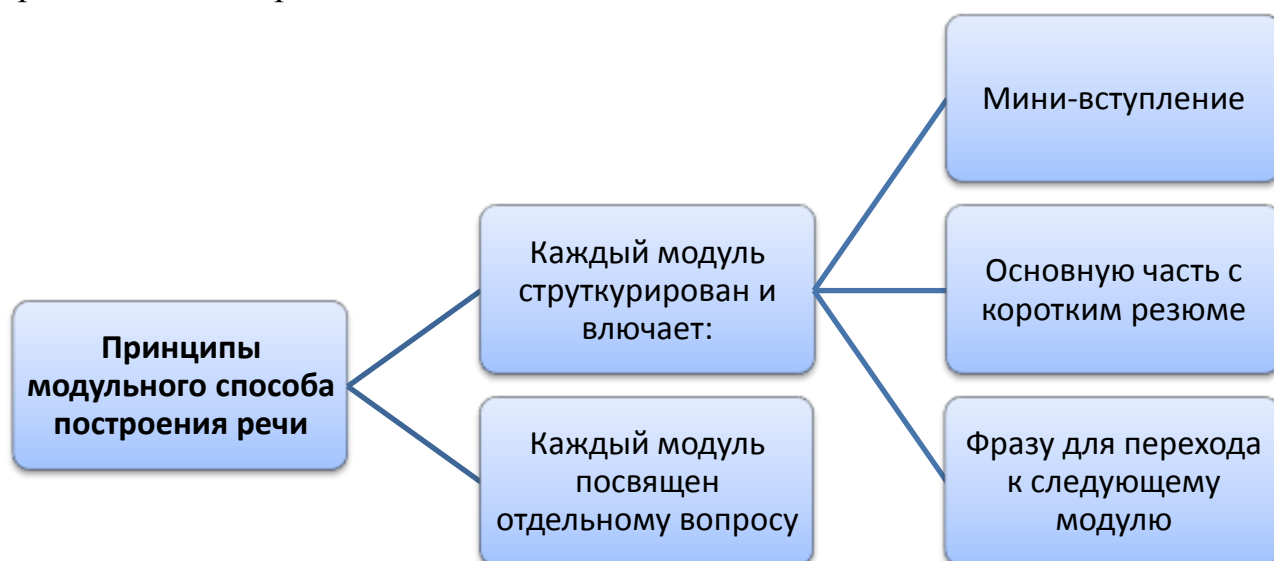 Принципы
модульного способа
построения речи
Каждый модуль
струткурирован и
влючает:
Каждый модуль
посвящен
отдельному вопросу
Мини-вступление
Основную часть с
коротким резюме
Фразу для перехода
к следующему
модулю